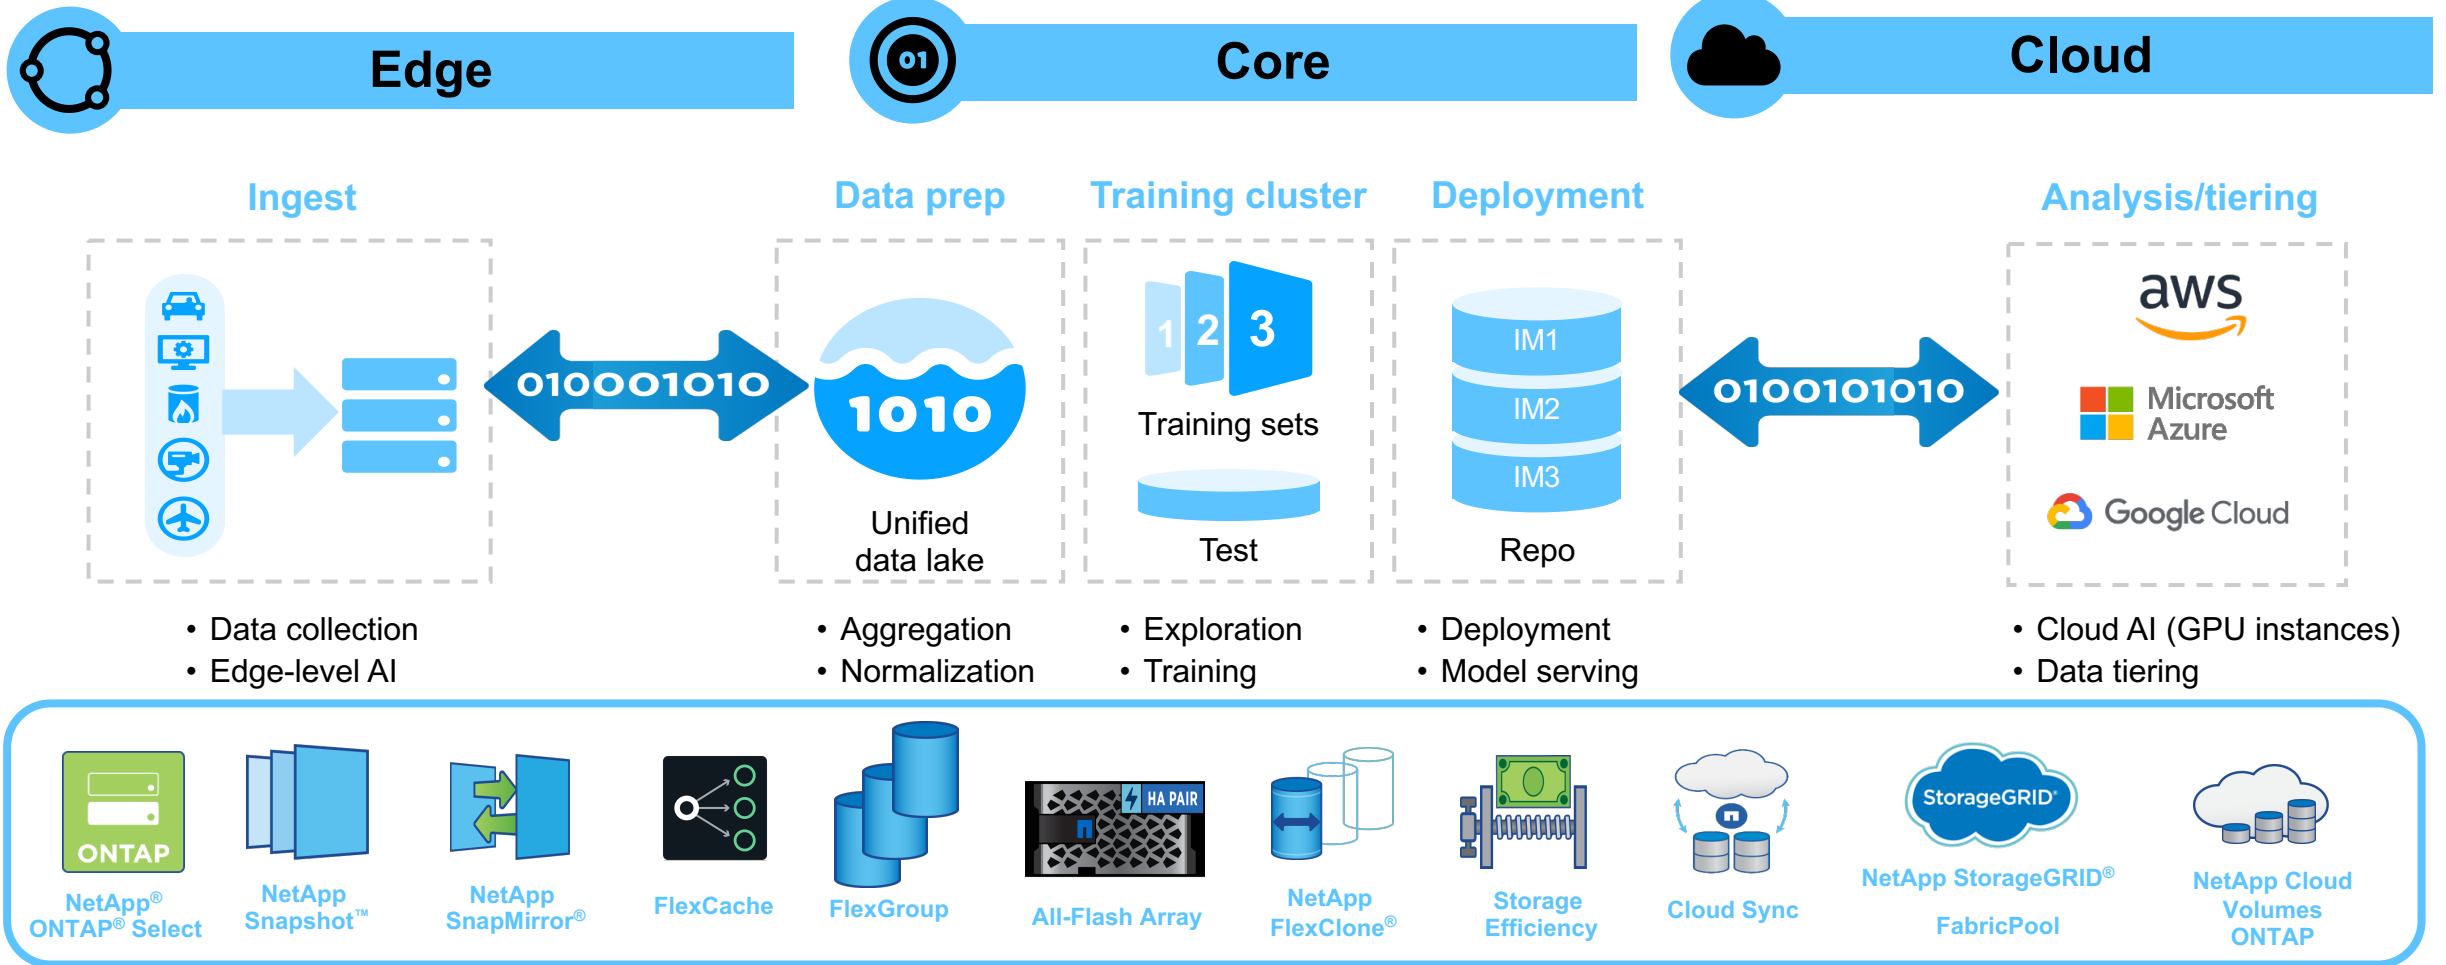 Edge
01
Core
Cloud
Ingest
Data prep
Training cluster
Deployment
Analysis/tiering
010001010
1010
Unified
data lake
1
2
3
Training sets
Test
IM1
IM2
IM3
Repo
0100101010
aws
Microsoft
Azure
Google Cloud
• Data collection
• Edge-level AI
• Aggregation
• Normalization
• Exploration
• Training
• Deployment
• Model serving
• Cloud AI (GPU instances)
• Data tiering
ONTAP
NetApp®
ONTAP® Select
NetApp
Snapshot™
NetApp
SnapMirror®
FlexCache
FlexGroup
HA PAIR
All-Flash Array
NetApp
FlexClone®
Storage
Efficiency
Cloud Sync
StorageGRID®
NetApp StorageGRID®
FabricPool
NetApp Cloud
Volumes
ONTAP